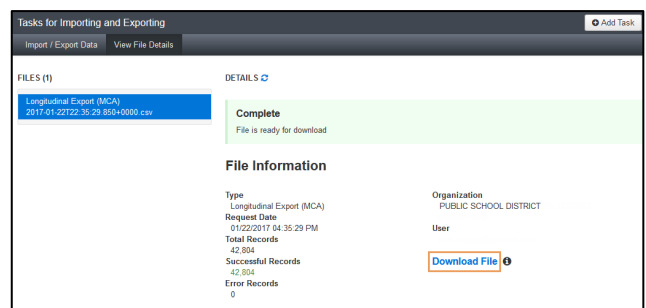 Tasks for Importing and Exporting
Add Task
Import / Export Data View File Details
FILES (1)
Longitudinal Export (MCA)
2017-01-22T22:35:29.850+0000.csv
DETAILS
Complete
File is ready for download
File Information
Type
Longitudinal Export (MCA)
Request Date
01/22/2017 04:35:29 PM
Total Records
42,804
Successful Records
42,804
Error Records
0
Organization
PUBLIC SCHOOL DISTRICT
User
Download File